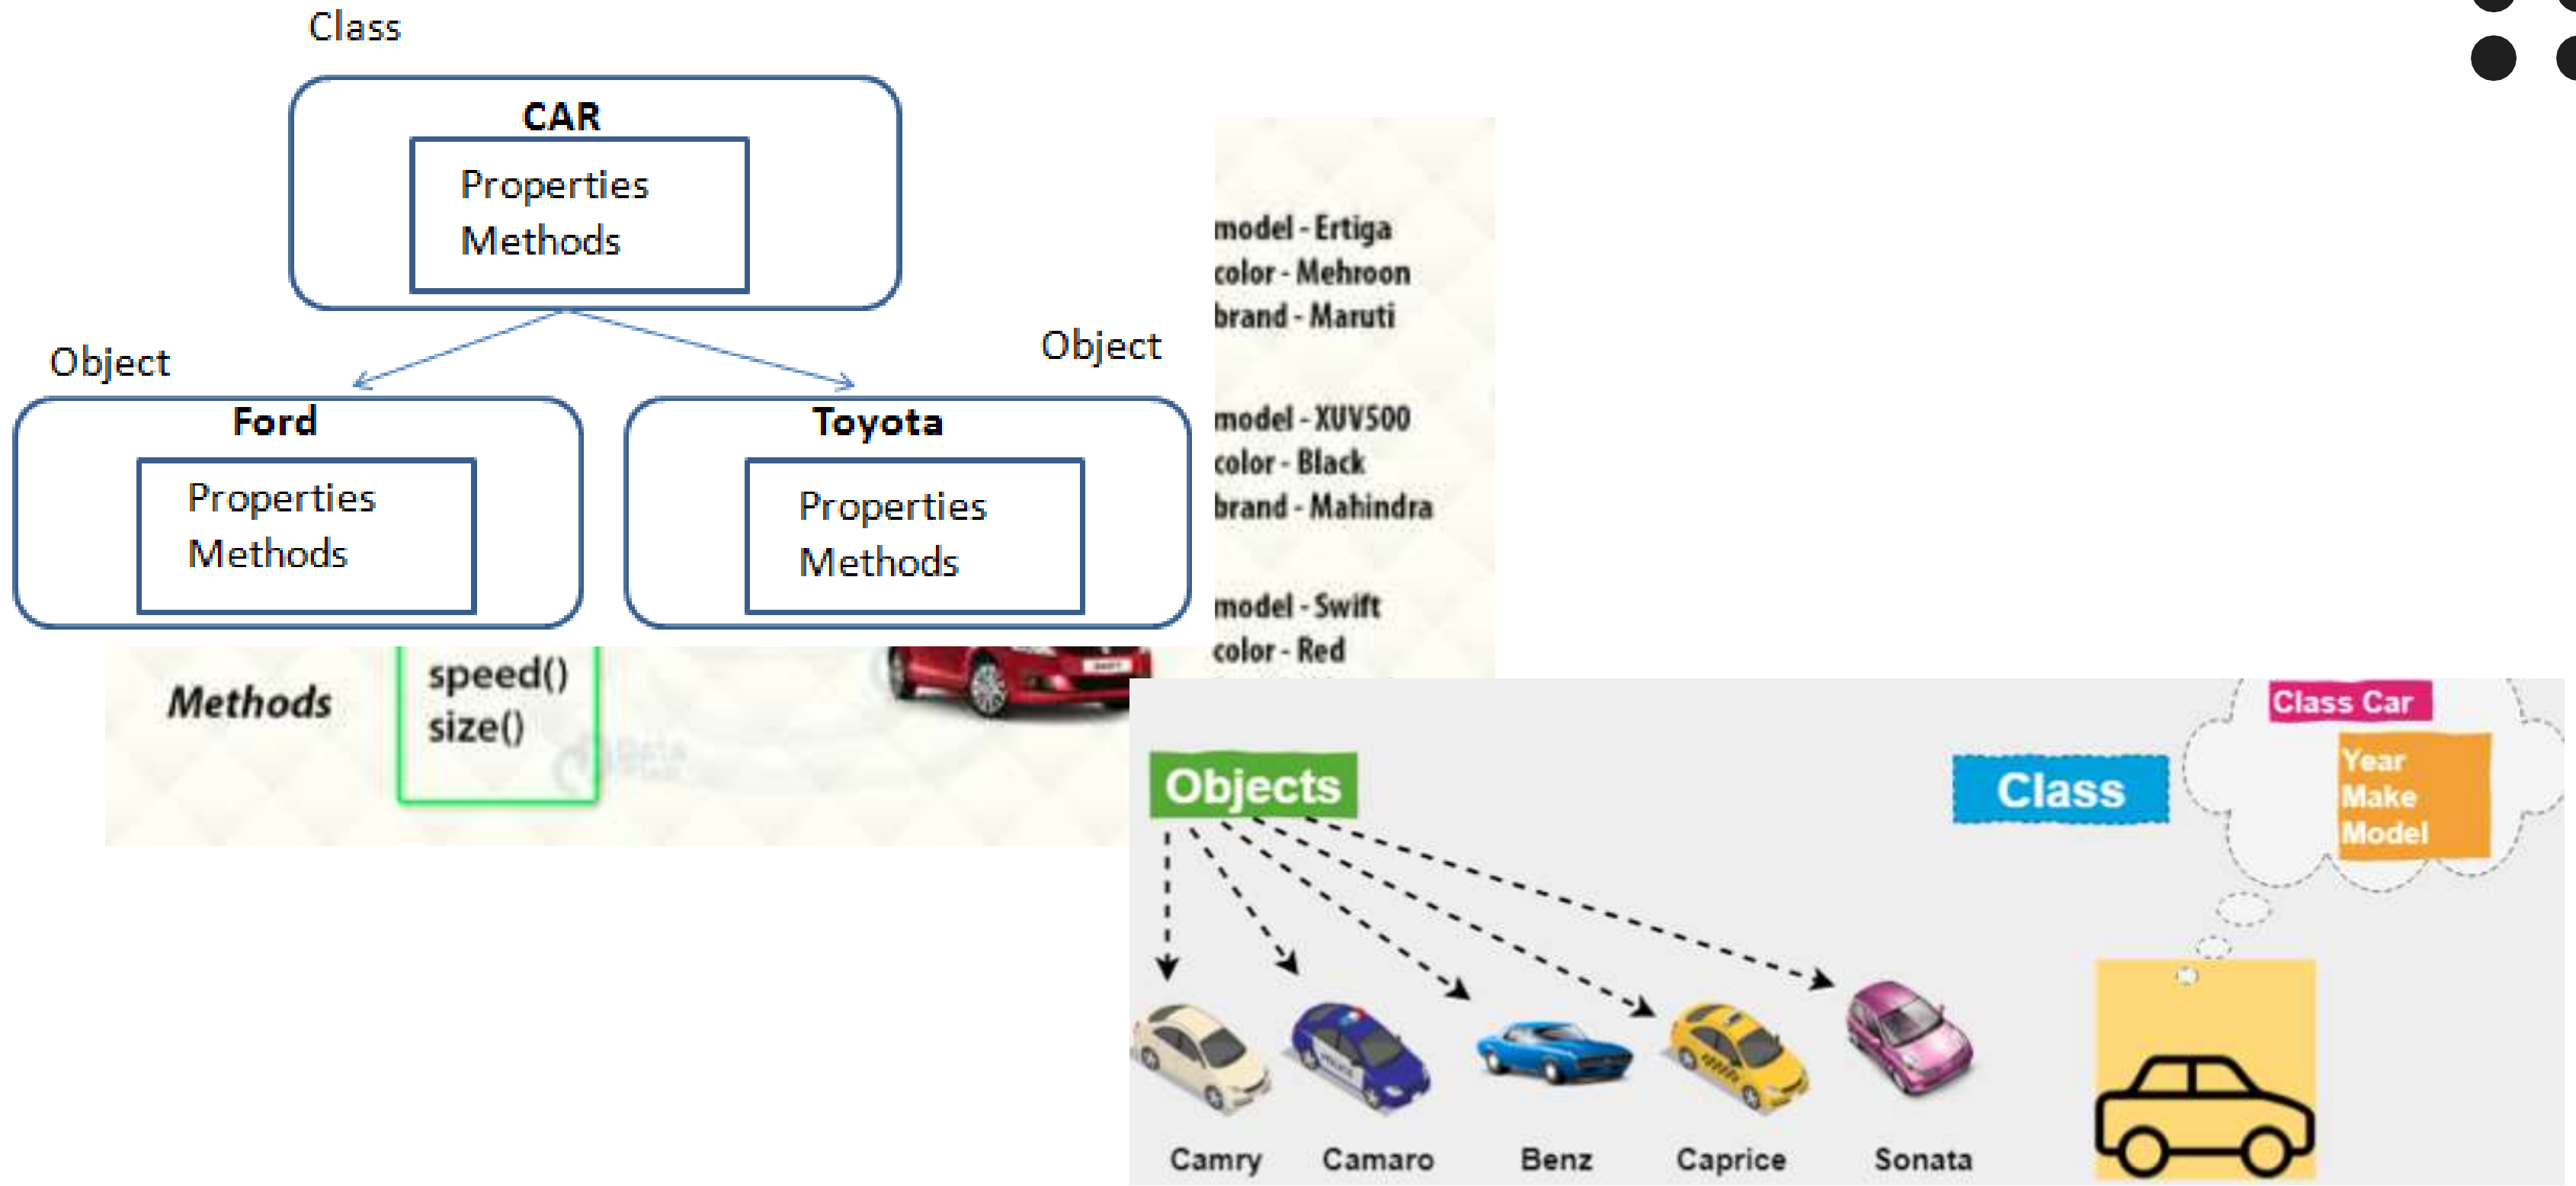 Class
CAR
Properties
Methods
Object
Object
Ford
Properties
Methods
Toyota
Properties
Methods
model - Ertiga
color - Mehroon
brand - Maruti
model - XUV500
color - Black
brand - Mahindra
model - Swift
color - Red
Methods
speed()
size()
Objects
Class
Class Car
Year
Make
Model
Camry
Camaro
Benz
Caprice
Sonata